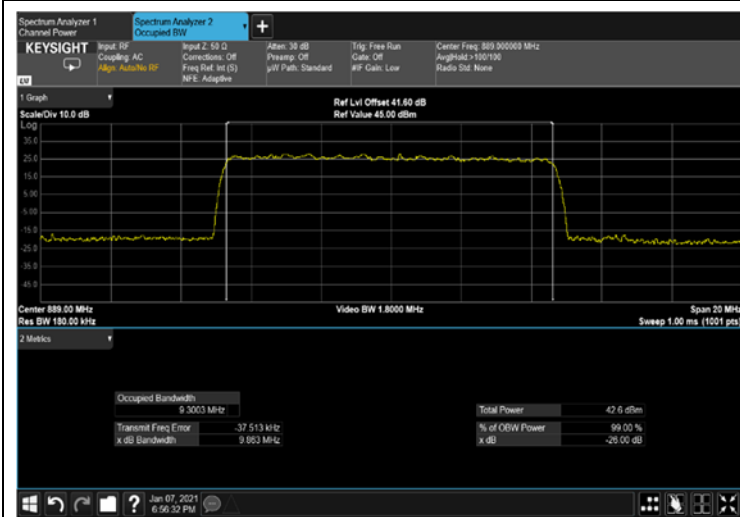 Spectrum Analyzer 1
Channel Power
Spectrum Analyzer 2
Occupied BW
+
KEYSIGHT
Input: RF
Coupling: AC
Align: Auto/No RF
Input Z: 50 Ω
Corrections: Off
Freq Ref: Int (S)
NFE: Adaptive
Atten: 30 dB
Preamp: Off
µW Path: Standard
Trig: Free Run
Gate: Off
#IF Gain: Low
Center Freq: 889.000000 MHz
Avg|Hold:>100/100
Radio Std: None
1 Graph
Scale/Div 10.0 dB
Ref Lvl Offset 41.60 dB
Ref Value 45.00 dBm
Log
35.0
25.0
15.0
5.00
-5.00
-15.0
-25.0
-35.0
-45.0
Center 889.00 MHz
Video BW 1.8000 MHz
Span 20 MHz
Res BW 180.00 kHz
Sweep 1.00 ms (1001 pts)
2 Metrics
Occupied Bandwidth
9.3003 MHz
Total Power 42.6 dBm
Transmit Freq Error -37.513 kHz
% of OBW Power 99.00 %
x dB Bandwidth 9.863 MHz
x dB -26.00 dB
?
Jan 07, 2021
6:56:32 PM